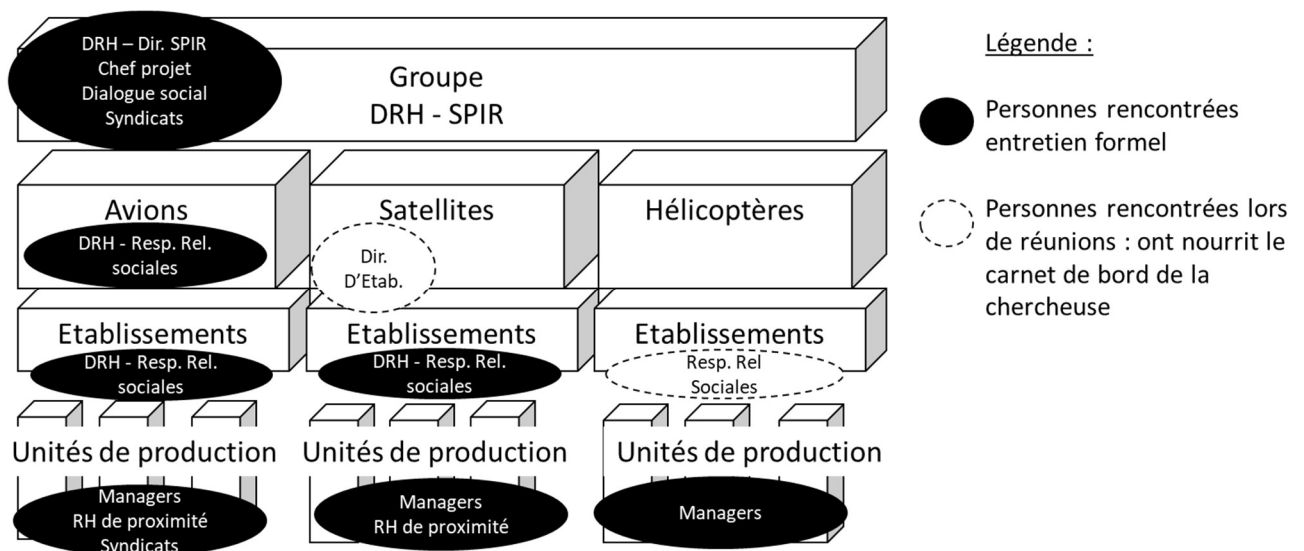 DRH – Dir. SPIR
Chef projet
Dialogue social
Syndicats
Groupe
DRH - SPIR
Avions
DRH - Resp. Rel.
sociales
Satellites
Dir.
D'Etab.
Hélicoptères
Etablissements
DRH - Resp. Rel.
sociales
Etablissements
DRH - Resp. Rel.
sociales
Etablissements
Resp. Rel
Sociales
Unités de production
Managers
RH de proximité
Syndicats
Unités de production
Managers
RH de proximité
Unités de production
Managers
Légende :
Personnes rencontrées
entretien formel
Personnes rencontrées lors
de réunions : ont nourrit le
carnet de bord de la
chercheuse